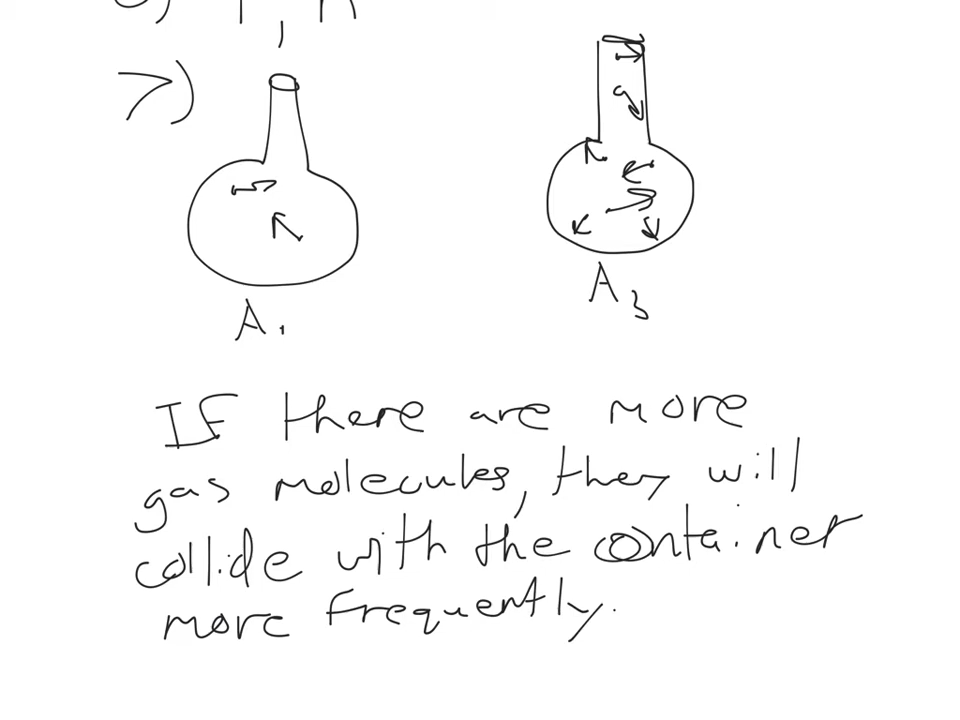 7)
A1
A3
IF there are more
gas molecules, they will
collide with the container
more frequently.